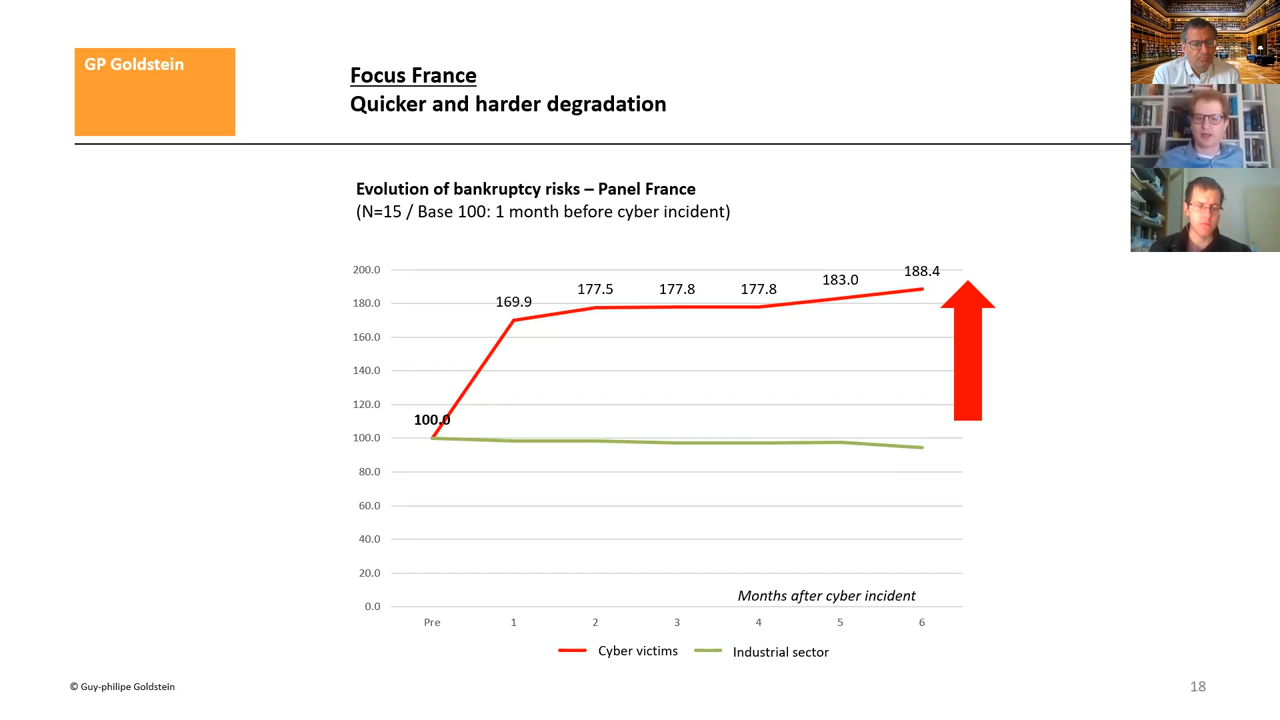 GP Goldstein
Focus France
Quicker and harder degradation
Evolution of bankruptcy risks – Panel France
(N=15 / Base 100: 1 month before cyber incident)
200.0
180.0
160.0
140.0
120.0
100.0
80.0
60.0
40.0
20.0
0.0
100.0
169.9
177.5
177.8
177.8
183.0
188.4
Months after cyber incident
Pre 1 2 3 4 5 6
Cyber victims Industrial sector
© Guy-philipe Goldstein
18